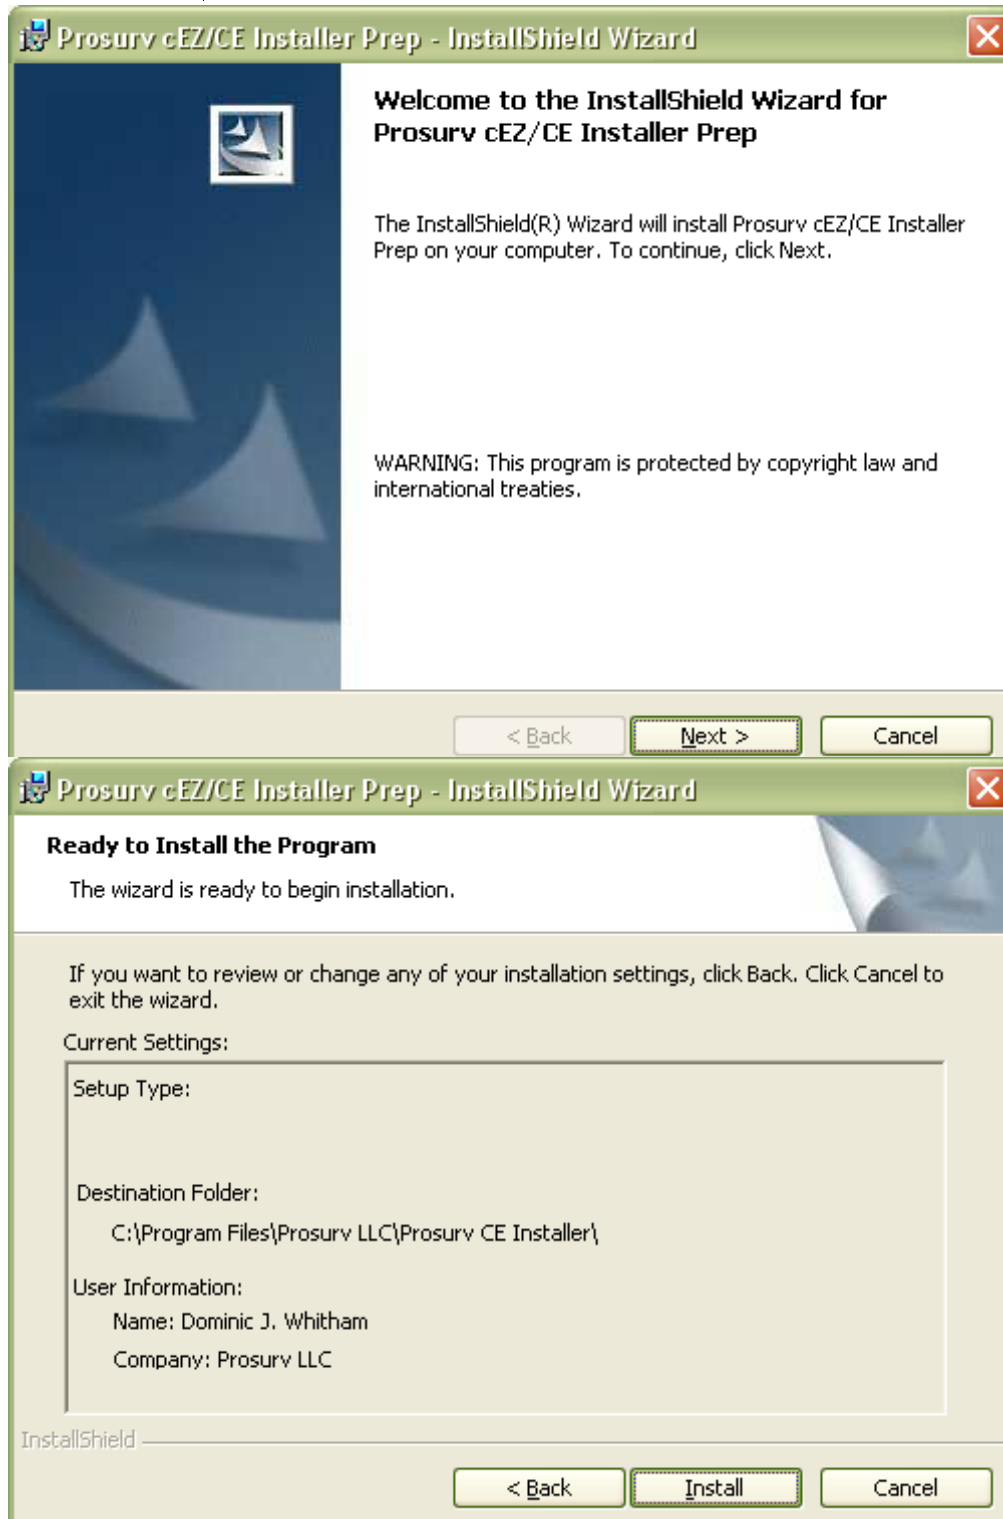 Prosurv cEZ/CE Installer Prep - InstallShield Wizard
Welcome to the InstallShield Wizard for
Prosurv cEZ/CE Installer Prep
The InstallShield(R) Wizard will install Prosurv cEZ/CE Installer
Prep on your computer. To continue, click Next.
WARNING: This program is protected by copyright law and
international treaties.
< Back
Next >
Cancel
Prosurv cEZ/CE Installer Prep - InstallShield Wizard
Ready to Install the Program
The wizard is ready to begin installation.
If you want to review or change any of your installation settings, click Back. Click Cancel to
exit the wizard.
Current Settings:
Setup Type:
Destination Folder:
C:\Program Files\Prosurv LLC\Prosurv CE Installer\
User Information:
Name: Dominic J. Whitham
Company: Prosurv LLC
InstallShield
< Back
Install
Cancel